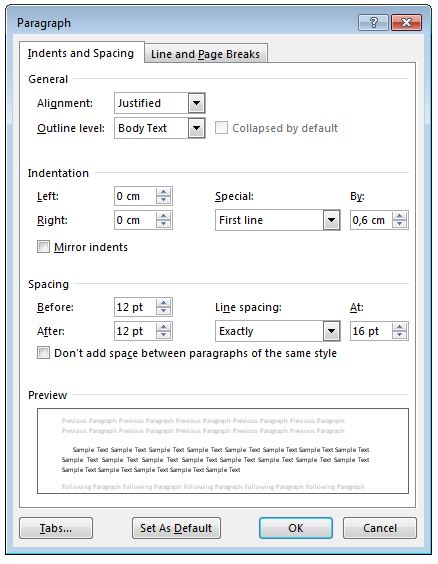 Paragraph
Indents and Spacing Line and Page Breaks
General
Alignment: Justified
Outline level: Body Text Collapsed by default
Indentation
Left: 0 cm Special: By:
Right: 0 cm First line 0,6 cm
Mirror indents
Spacing
Before: 12 pt Line spacing: At:
After: 12 pt Exactly 16 pt
Don't add space between paragraphs of the same style
Preview
Previous Paragraph Previous Paragraph Previous Paragraph Previous Paragraph Previous Paragraph
Previous Paragraph Previous Paragraph Previous Paragraph Previous Paragraph Previous Paragraph
Sample Text Sample Text Sample Text Sample Text Sample Text Sample Text Sample Text Sample Text
Sample Text Sample Text Sample Text Sample Text Sample Text Sample Text Sample Text Sample Text
Sample Text Sample Text Sample Text Sample Text Sample Text
Following Paragraph Following Paragraph Following Paragraph Following Paragraph Following Paragraph
Tabs... Set As Default OK Cancel